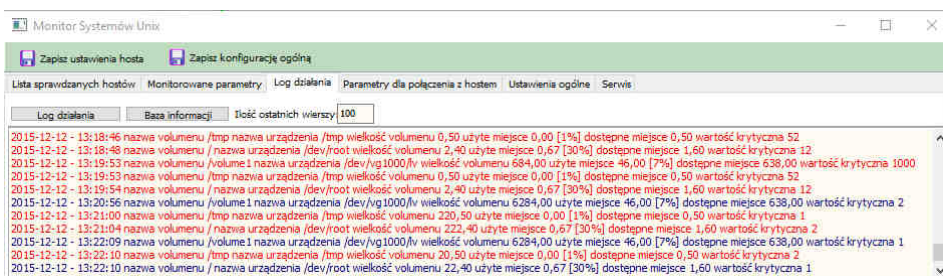 Monitor Systemów Unix
Zapisz ustawienia hosta Zapisz konfigurację ogólną
Lista sprawdzanych hostów Monitorowane parametry Log działania Parametry dla połączenia z hostem Ustawienia ogólne Serwis
Log działania Baza informacji Ilość ostatnich wierszy 100
2015-12-12 - 13:18:46 nazwa volumenu /tmp nazwa urządzenia /tmp wielkość volumenu 0,50 użyte miejsce 0,00 [1%] dostępne miejsce 0,50 wartość krytyczna 52
2015-12-12 - 13:18:48 nazwa volumenu / nazwa urządzenia /dev/root wielkość volumenu 2,40 użyte miejsce 0,67 [30%] dostępne miejsce 1,60 wartość krytyczna 12
2015-12-12 - 13:19:53 nazwa volumenu /volume1 nazwa urządzenia /dev/vg1000/lv wielkość volumenu 684,00 użyte miejsce 46,00 [7%] dostępne miejsce 638,00 wartość krytyczna 1000
2015-12-12 - 13:19:53 nazwa volumenu /tmp nazwa urządzenia /tmp wielkość volumenu 0,50 użyte miejsce 0,00 [1%] dostępne miejsce 0,50 wartość krytyczna 52
2015-12-12 - 13:19:54 nazwa volumenu / nazwa urządzenia /dev/root wielkość volumenu 2,40 użyte miejsce 0,67 [30%] dostępne miejsce 1,60 wartość krytyczna 12
2015-12-12 - 13:20:56 nazwa volumenu /volume1 nazwa urządzenia /dev/vg1000/lv wielkość volumenu 6284,00 użyte miejsce 46,00 [7%] dostępne miejsce 638,00 wartość krytyczna 2
2015-12-12 - 13:21:00 nazwa volumenu /tmp nazwa urządzenia /tmp wielkość volumenu 220,50 użyte miejsce 0,00 [1%] dostępne miejsce 0,50 wartość krytyczna 1
2015-12-12 - 13:21:04 nazwa volumenu / nazwa urządzenia /dev/root wielkość volumenu 222,40 użyte miejsce 0,67 [30%] dostępne miejsce 1,60 wartość krytyczna 2
2015-12-12 - 13:22:09 nazwa volumenu /volume1 nazwa urządzenia /dev/vg1000/lv wielkość volumenu 6284,00 użyte miejsce 46,00 [7%] dostępne miejsce 638,00 wartość krytyczna 1
2015-12-12 - 13:22:10 nazwa volumenu /tmp nazwa urządzenia /tmp wielkość volumenu 20,50 użyte miejsce 0,00 [1%] dostępne miejsce 0,50 wartość krytyczna 2
2015-12-12 - 13:22:10 nazwa volumenu / nazwa urządzenia /dev/root wielkość volumenu 22,40 użyte miejsce 0,67 [30%] dostępne miejsce 1,60 wartość krytyczna 1